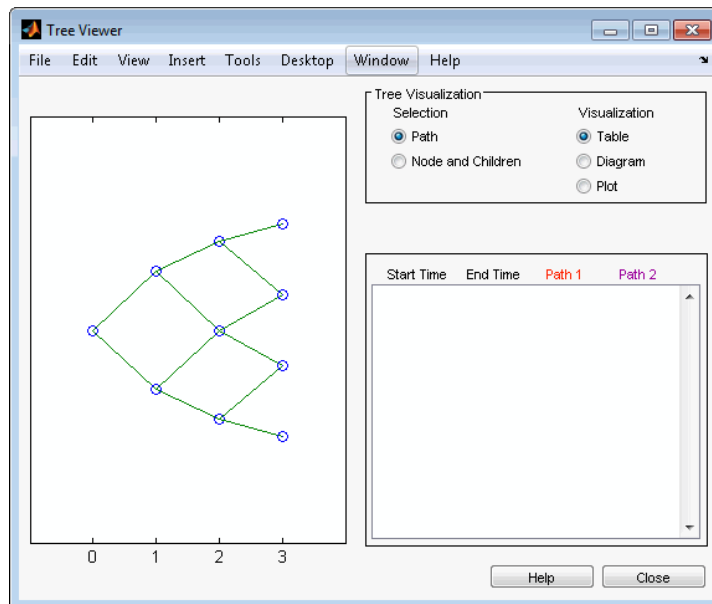 Tree Viewer
File Edit View Insert Tools Desktop Window Help
Tree Visualization
Selection Visualization
Path Table
Node and Children Diagram
Plot
Start Time End Time Path 1 Path 2
0 1 2 3
Help Close